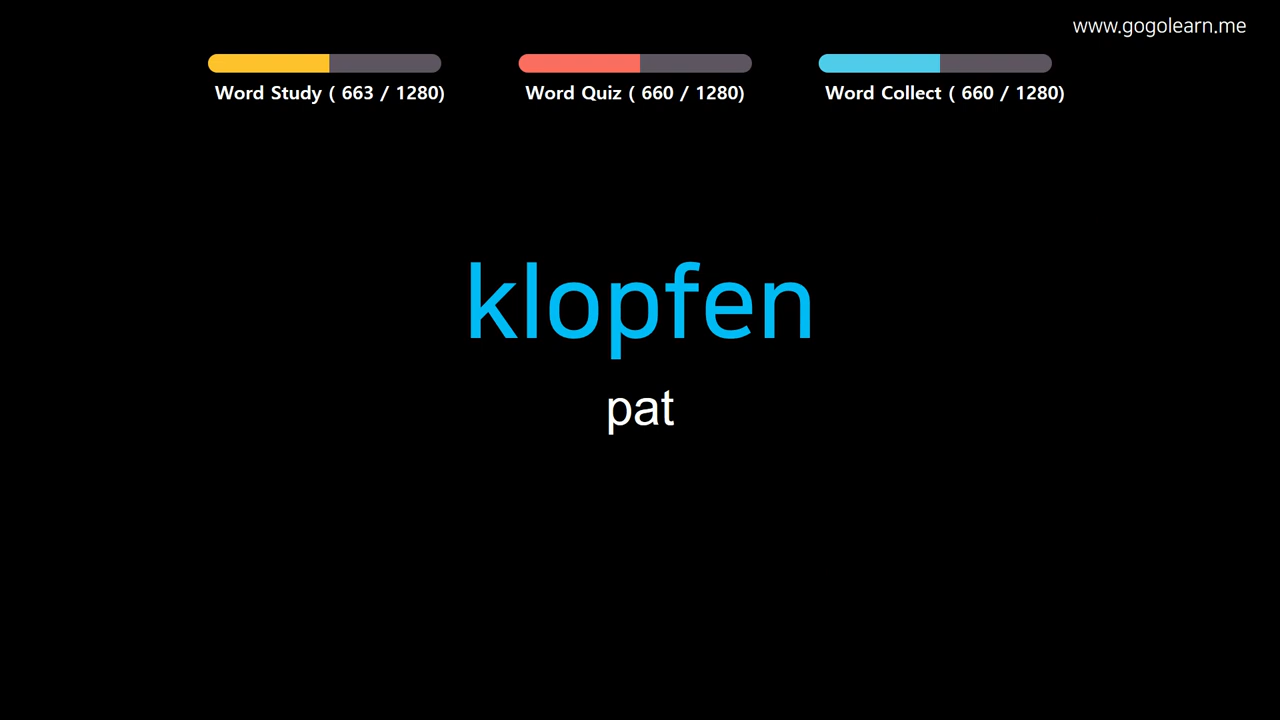 www.gogolearn.me
Word Study ( 663 / 1280)
Word Quiz ( 660 / 1280)
Word Collect ( 660 / 1280)
klopfen
pat